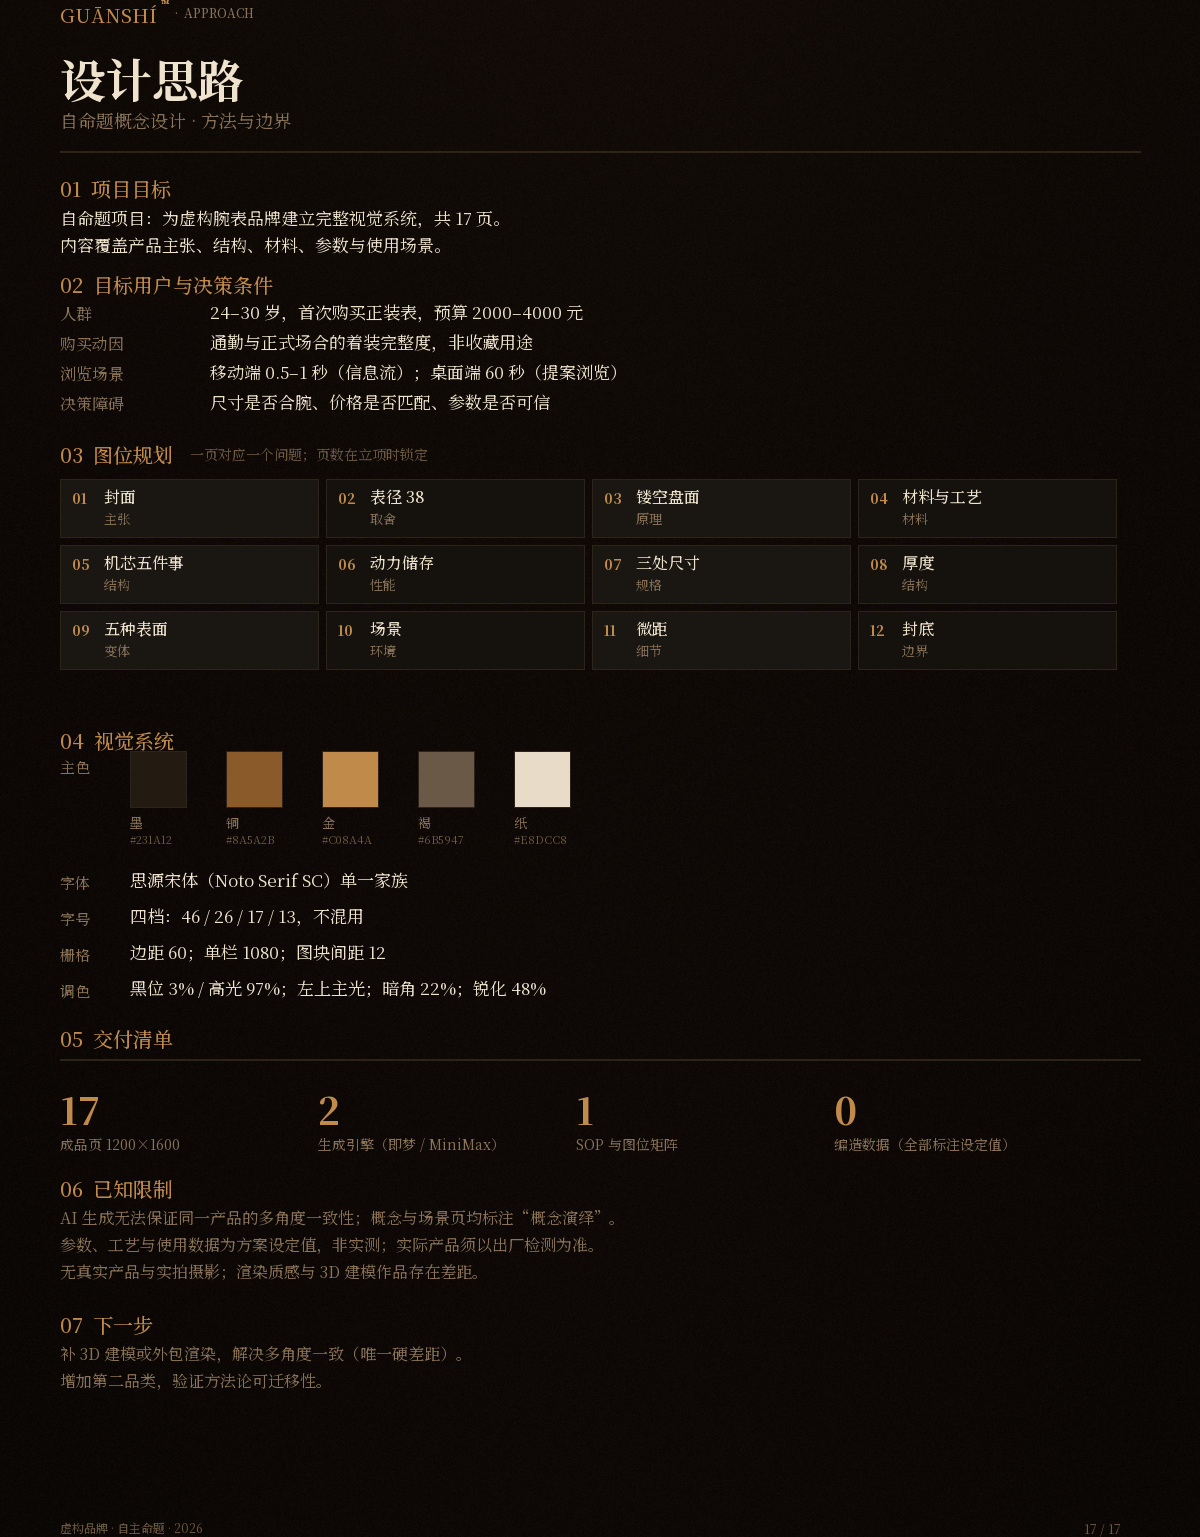 GUĀNSHÍ™ · APPROACH
设计思路
自命题概念设计 · 方法与边界
01 项目目标
自命题项目：为虚构腕表品牌建立完整视觉系统，共 17 页。
内容覆盖产品主张、结构、材料、参数与使用场景。
02 目标用户与决策条件
人群 24–30 岁，首次购买正装表，预算 2000–4000 元
购买动因 通勤与正式场合的着装完整度，非收藏用途
浏览场景 移动端 0.5–1 秒（信息流）；桌面端 60 秒（提案浏览）
决策障碍 尺寸是否合腕、价格是否匹配、参数是否可信
03 图位规划 一页对应一个问题；页数在立项时锁定
01 封面 02 表径 38 03 镂空盘面 04 材料与工艺
主张 取舍 原理 材料
05 机芯五件事 06 动力储存 07 三处尺寸 08 厚度
结构 性能 规格 结构
09 五种表面 10 场景 11 微距 12 封底
变体 环境 细节 边界
04 视觉系统
主色
墨 铜 金 褐 纸
#231A12 #8A5A2B #C08A4A #6B5947 #E8DCC8
字体 思源宋体（Noto Serif SC）单一家族
字号 四档：46 / 26 / 17 / 13，不混用
栅格 边距 60；单栏 1080；图块间距 12
调色 黑位 3% / 高光 97%；左上主光；暗角 22%；锐化 48%
05 交付清单
17 2 1 0
成品页 1200×1600 生成引擎（即梦 / MiniMax） SOP 与图位矩阵 编造数据（全部标注设定值）
06 已知限制
AI 生成无法保证同一产品的多角度一致性；概念与场景页均标注“概念演绎”。
参数、工艺与使用数据为方案设定值，非实测；实际产品须以出厂检测为准。
无真实产品与实拍摄影；渲染质感与 3D 建模作品存在差距。
07 下一步
补 3D 建模或外包渲染，解决多角度一致（唯一硬差距）。
增加第二品类，验证方法论可迁移性。
虚构品牌 · 自主命题 · 2026 17 / 17